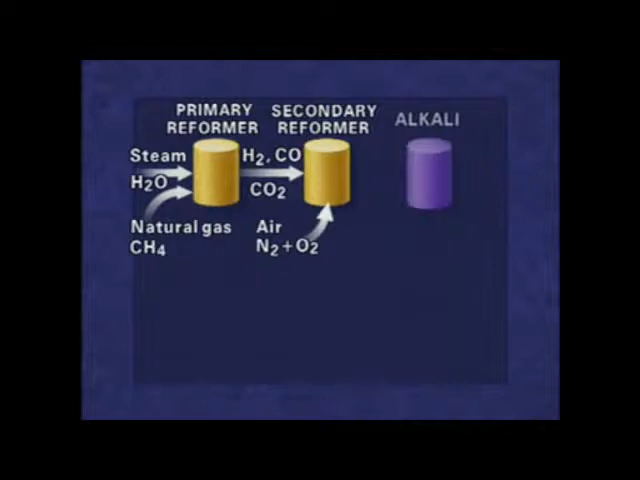 PRIMARY
REFORMER
SECONDARY
REFORMER
ALKALI
Steam
H2O
H2, CO
CO2
Natural gas
CH4
Air
N2+O2